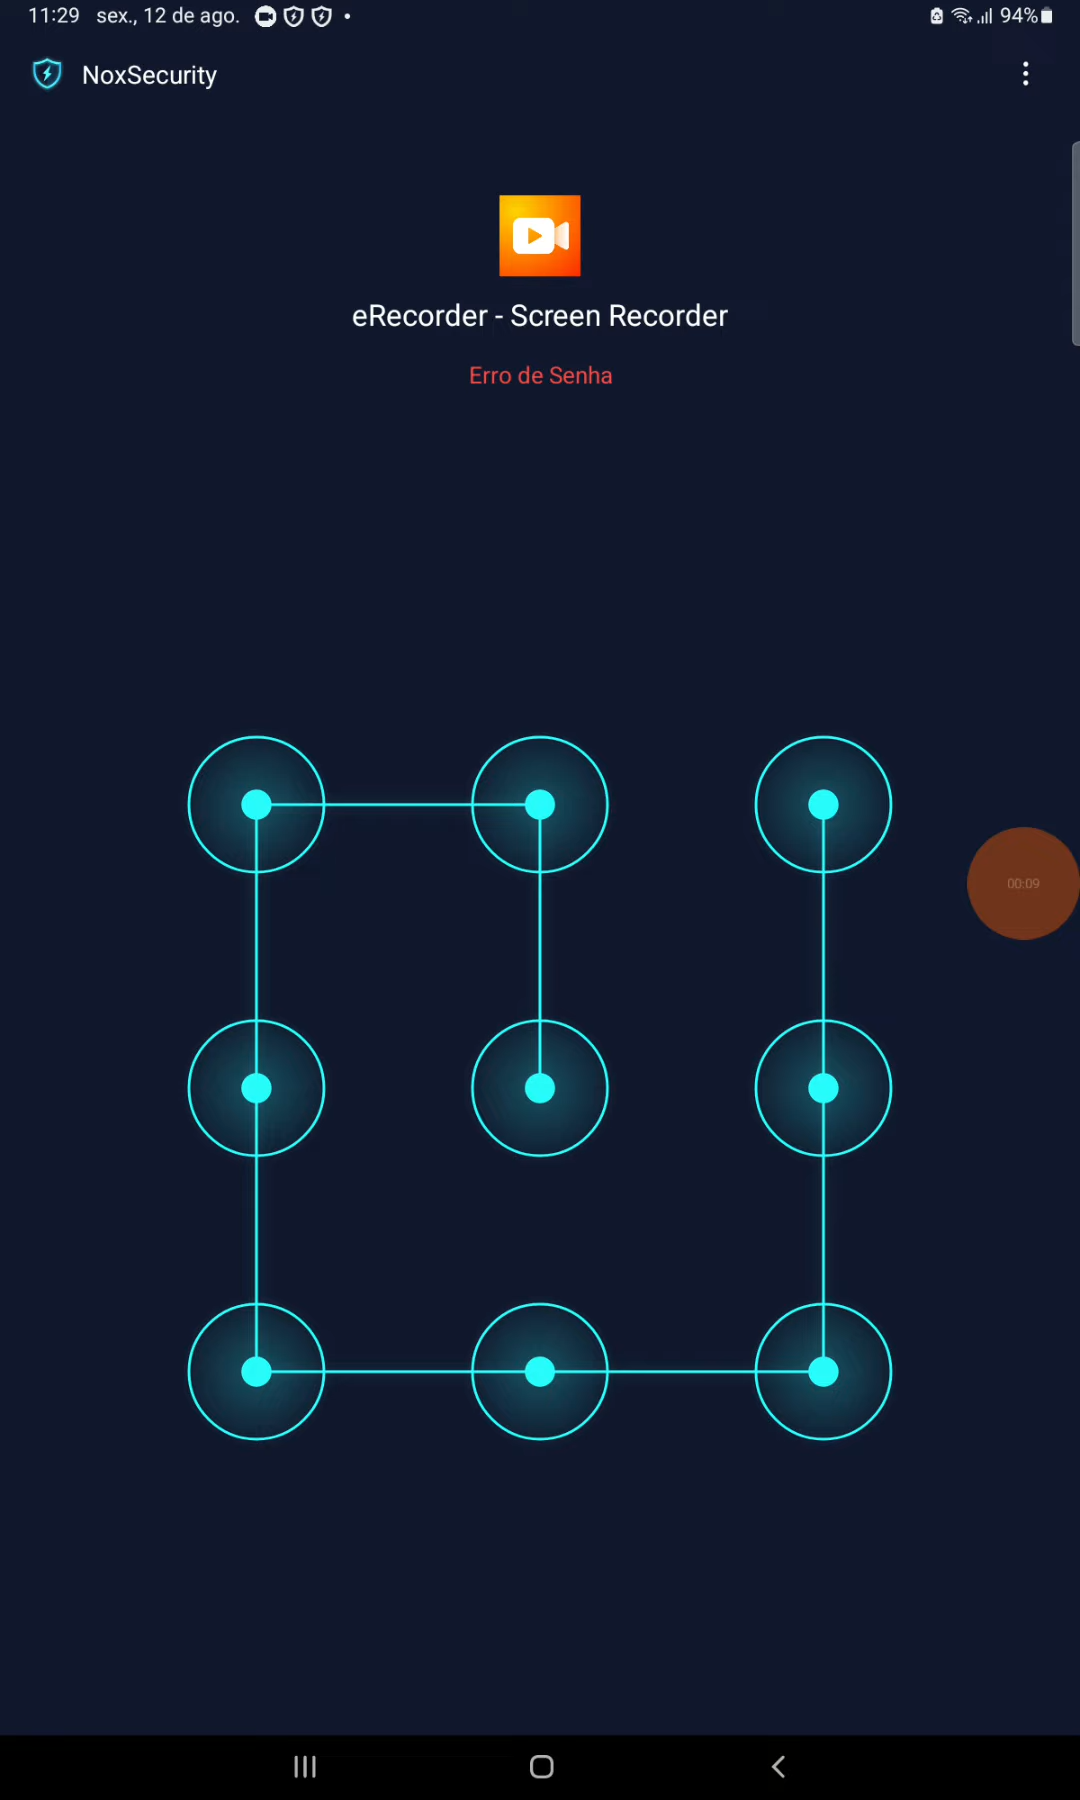 11:29 sex., 12 de ago. 94%
NoxSecurity
eRecorder - Screen Recorder
Erro de Senha
00:09